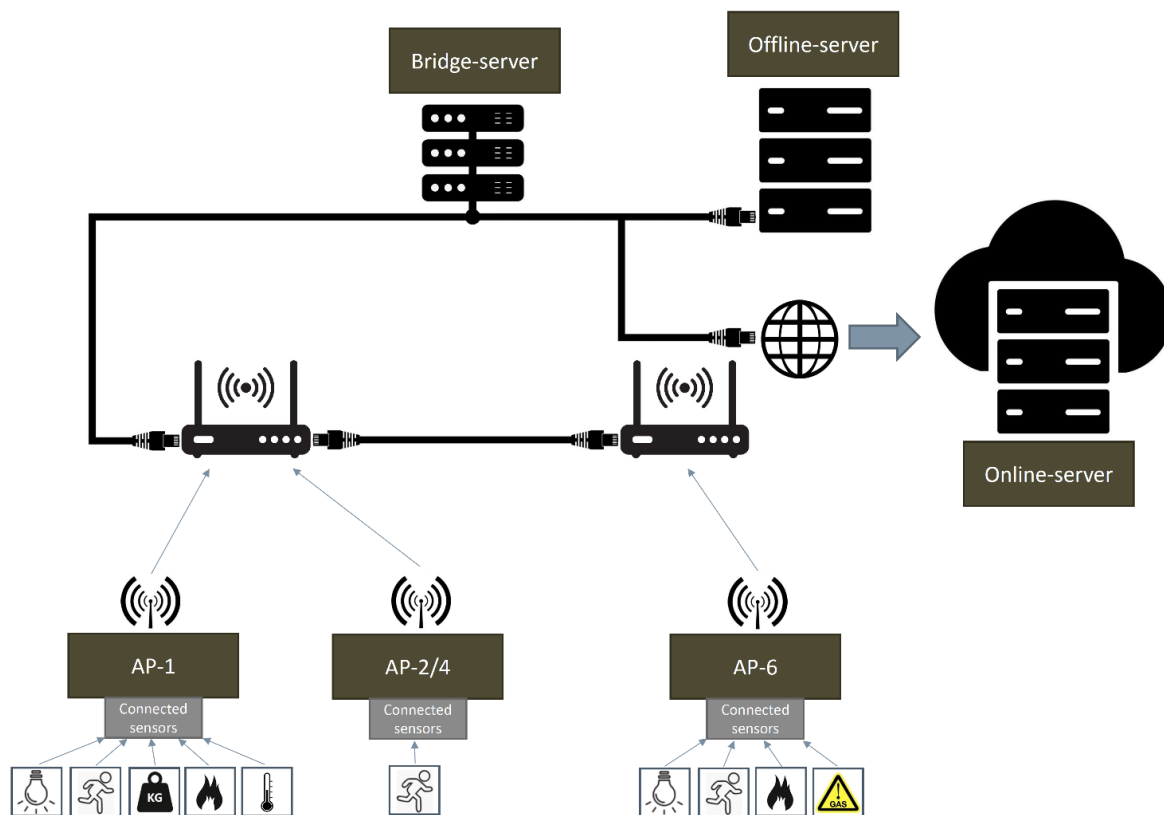 Bridge-server
Offline-server
Online-server
AP-1
Connected
sensors
AP-2/4
Connected
sensors
AP-6
Connected
sensors
KG
GAS